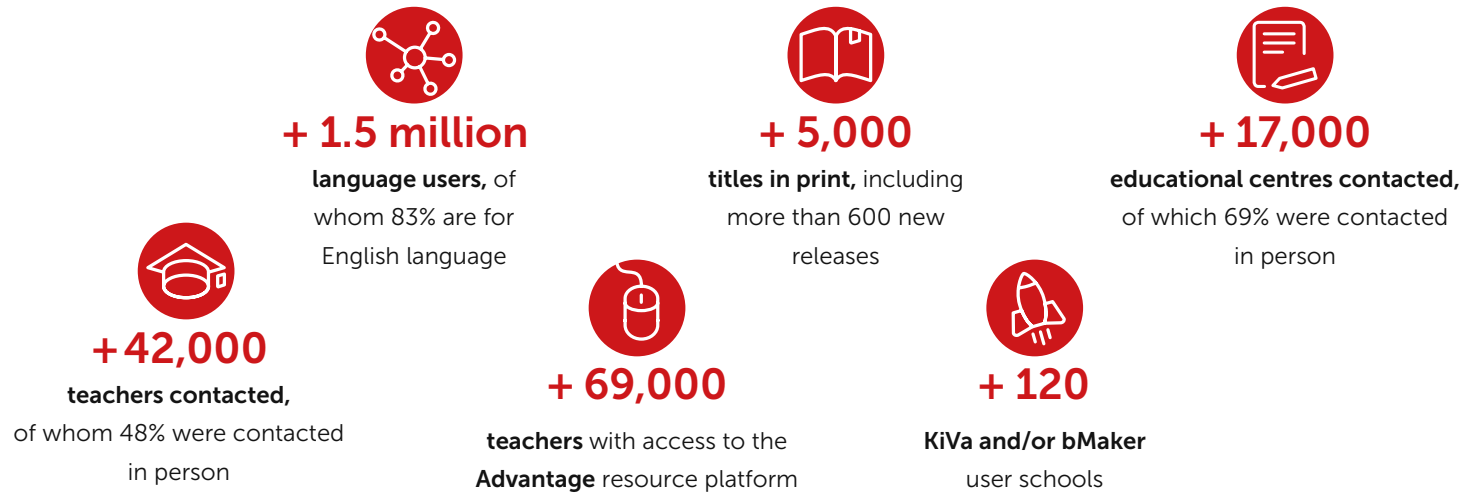 + 1.5 million
language users, of
whom 83% are for
English language
+ 5,000
titles in print, including
more than 600 new
releases
+ 17,000
educational centres contacted,
of which 69% were contacted
in person
+ 42,000
teachers contacted,
of whom 48% were contacted
in person
+ 69,000
teachers with access to the
Advantage resource platform
+ 120
KiVa and/or bMaker
user schools